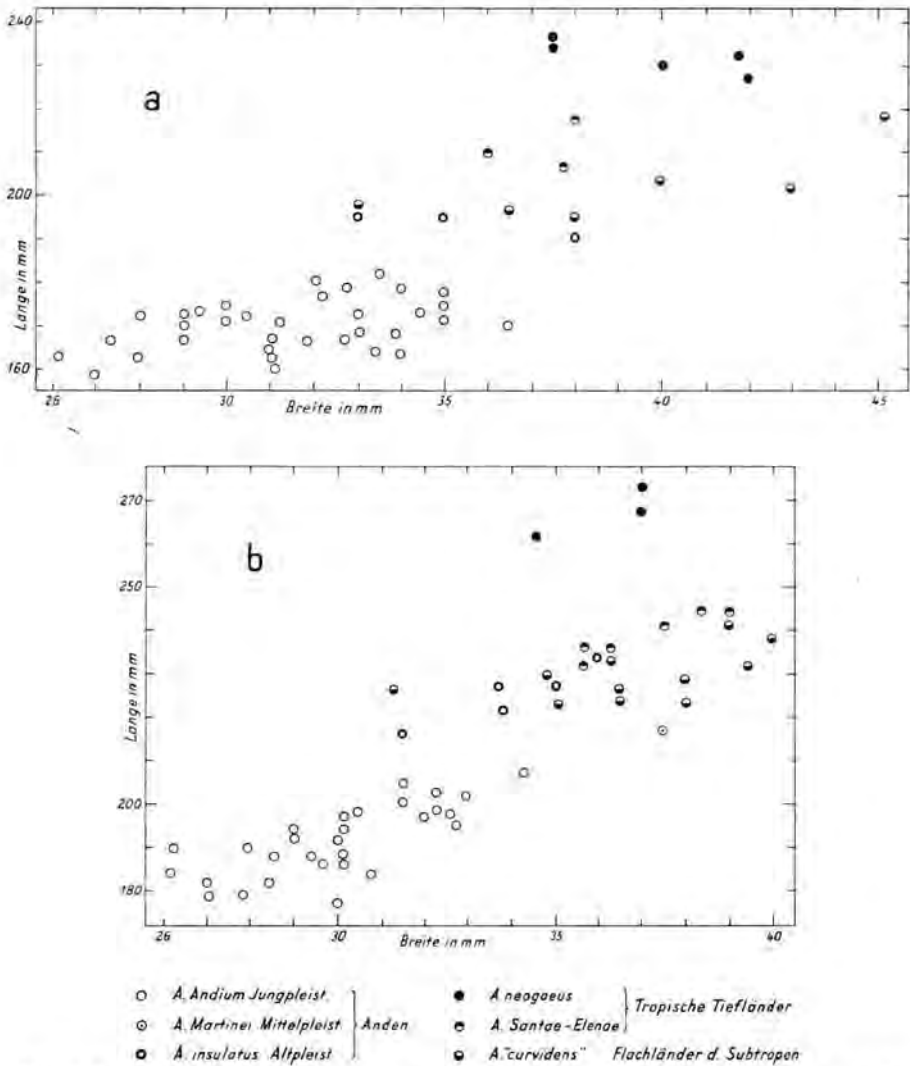 240
a
200
160
Länge in mm
26
30
35
40
45
Breite in mm
270
b
250
200
180
Länge in mm
26
30
35
40
Breite in mm
A. Andium Jungpleist.
A. Martinei Mittelpleist.
A. insulatus Altpleist.
Anden
A. neogaeus
A. Santae-Elenae
Tropische Tiefländer
A. "curvidens" Flachländer d. Subtropen